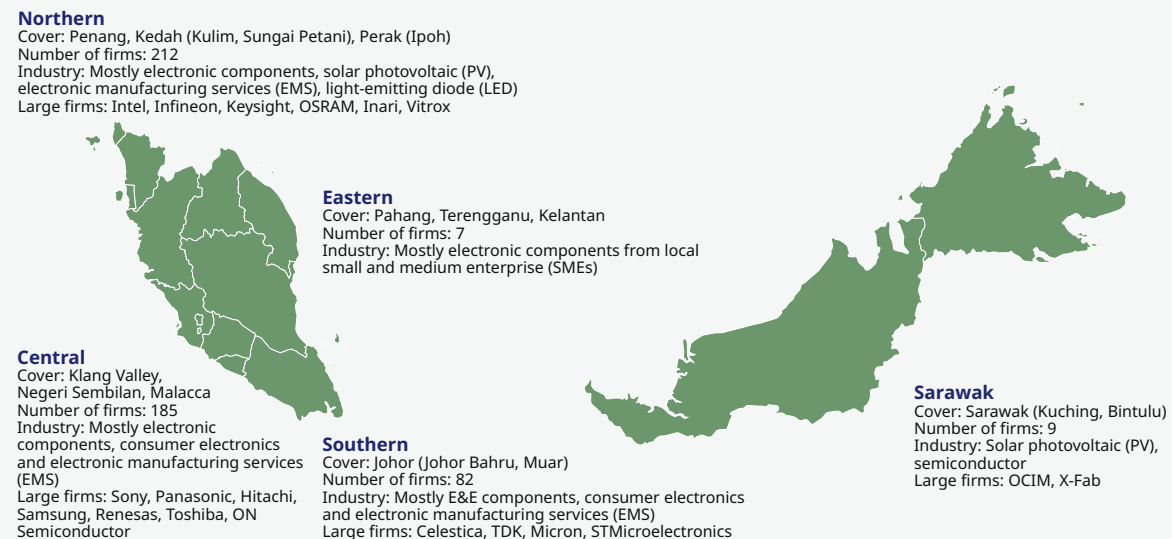 Northern
Cover: Penang, Kedah (Kulim, Sungai Petani), Perak (Ipoh)
Number of firms: 212
Industry: Mostly electronic components, solar photovoltaic (PV),
electronic manufacturing services (EMS), light-emitting diode (LED)
Large firms: Intel, Infineon, Keysight, OSRAM, Inari, Vitrox
Eastern
Cover: Pahang, Terengganu, Kelantan
Number of firms: 7
Industry: Mostly electronic components from local
small and medium enterprise (SMEs)
Central
Cover: Klang Valley,
Negeri Sembilan, Malacca
Number of firms: 185
Industry: Mostly electronic
components, consumer electronics
and electronic manufacturing services
(EMS)
Large firms: Sony, Panasonic, Hitachi,
Samsung, Renesas, Toshiba, ON
Semiconductor
Southern
Cover: Johor (Johor Bahru, Muar)
Number of firms: 82
Industry: Mostly E&E components, consumer electronics
and electronic manufacturing services (EMS)
Large firms: Celestica, TDK, Micron, STMicroelectronics
Sarawak
Cover: Sarawak (Kuching, Bintulu)
Number of firms: 9
Industry: Solar photovoltaic (PV),
semiconductor
Large firms: OCIM, X-Fab